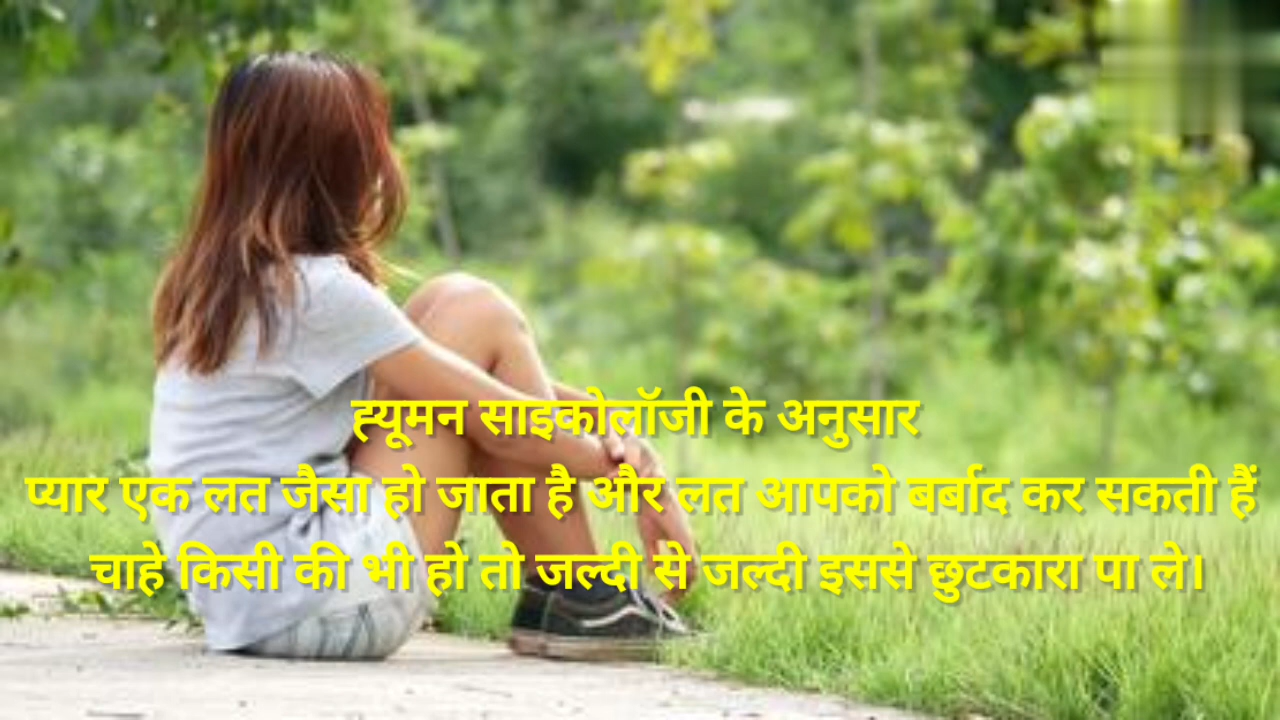 ह्यूमन साइकोलॉजी के अनुसार
प्यार एक लत जैसा हो जाता है और लत आपको बर्बाद कर सकती हैं
चाहे किसी की भी हो तो जल्दी से जल्दी इससे छुटकारा पा ले।